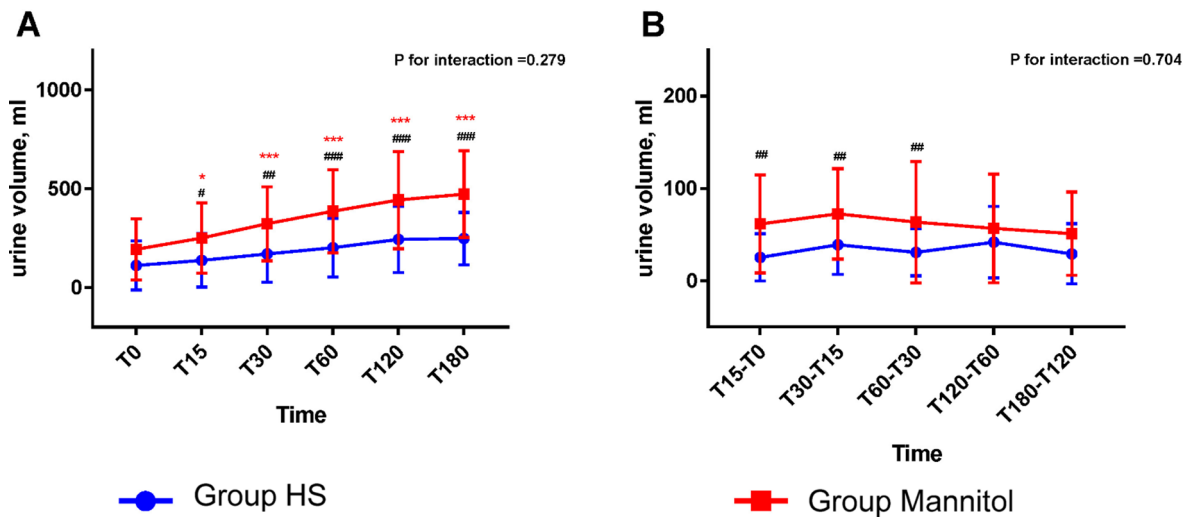 A
P for interaction =0.279
urine volume, ml
1000
500
0
*
#
***
##
***
###
***
###
***
###
T0
T15
T30
T60
T120
T180
Time
B
P for interaction =0.704
urine volume, ml
200
100
0
##
##
##
T15-T0
T30-T15
T60-T30
T120-T60
T180-T120
Time
Group HS
Group Mannitol